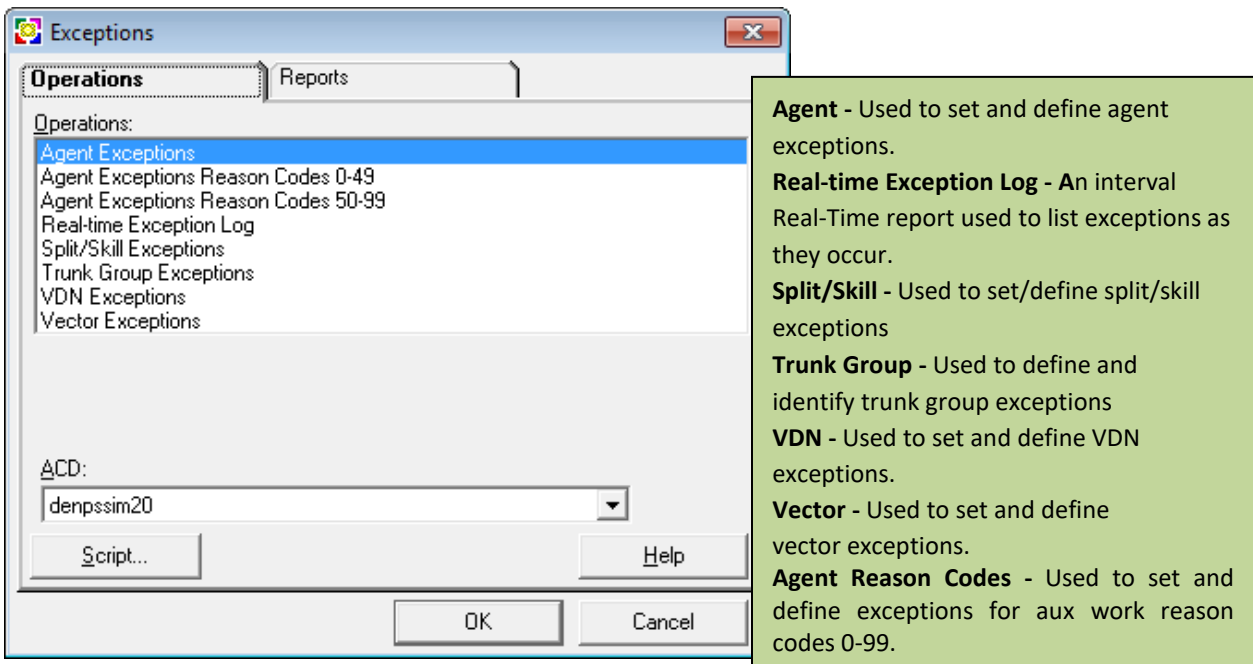 Exceptions
Operations
Reports
Operations:
Agent Exceptions
Agent Exceptions Reason Codes 0-49
Agent Exceptions Reason Codes 50-99
Real-time Exception Log
Split/Skill Exceptions
Trunk Group Exceptions
VDN Exceptions
Vector Exceptions
ACD:
denpssim20
Script...
Help
OK
Cancel
Agent - Used to set and define agent
exceptions.
Real-time Exception Log - An interval
Real-Time report used to list exceptions as
they occur.
Split/Skill - Used to set/define split/skill
exceptions
Trunk Group - Used to define and
identify trunk group exceptions
VDN - Used to set and define VDN
exceptions.
Vector - Used to set and define
vector exceptions.
Agent Reason Codes - Used to set and
define exceptions for aux work reason
codes 0-99.